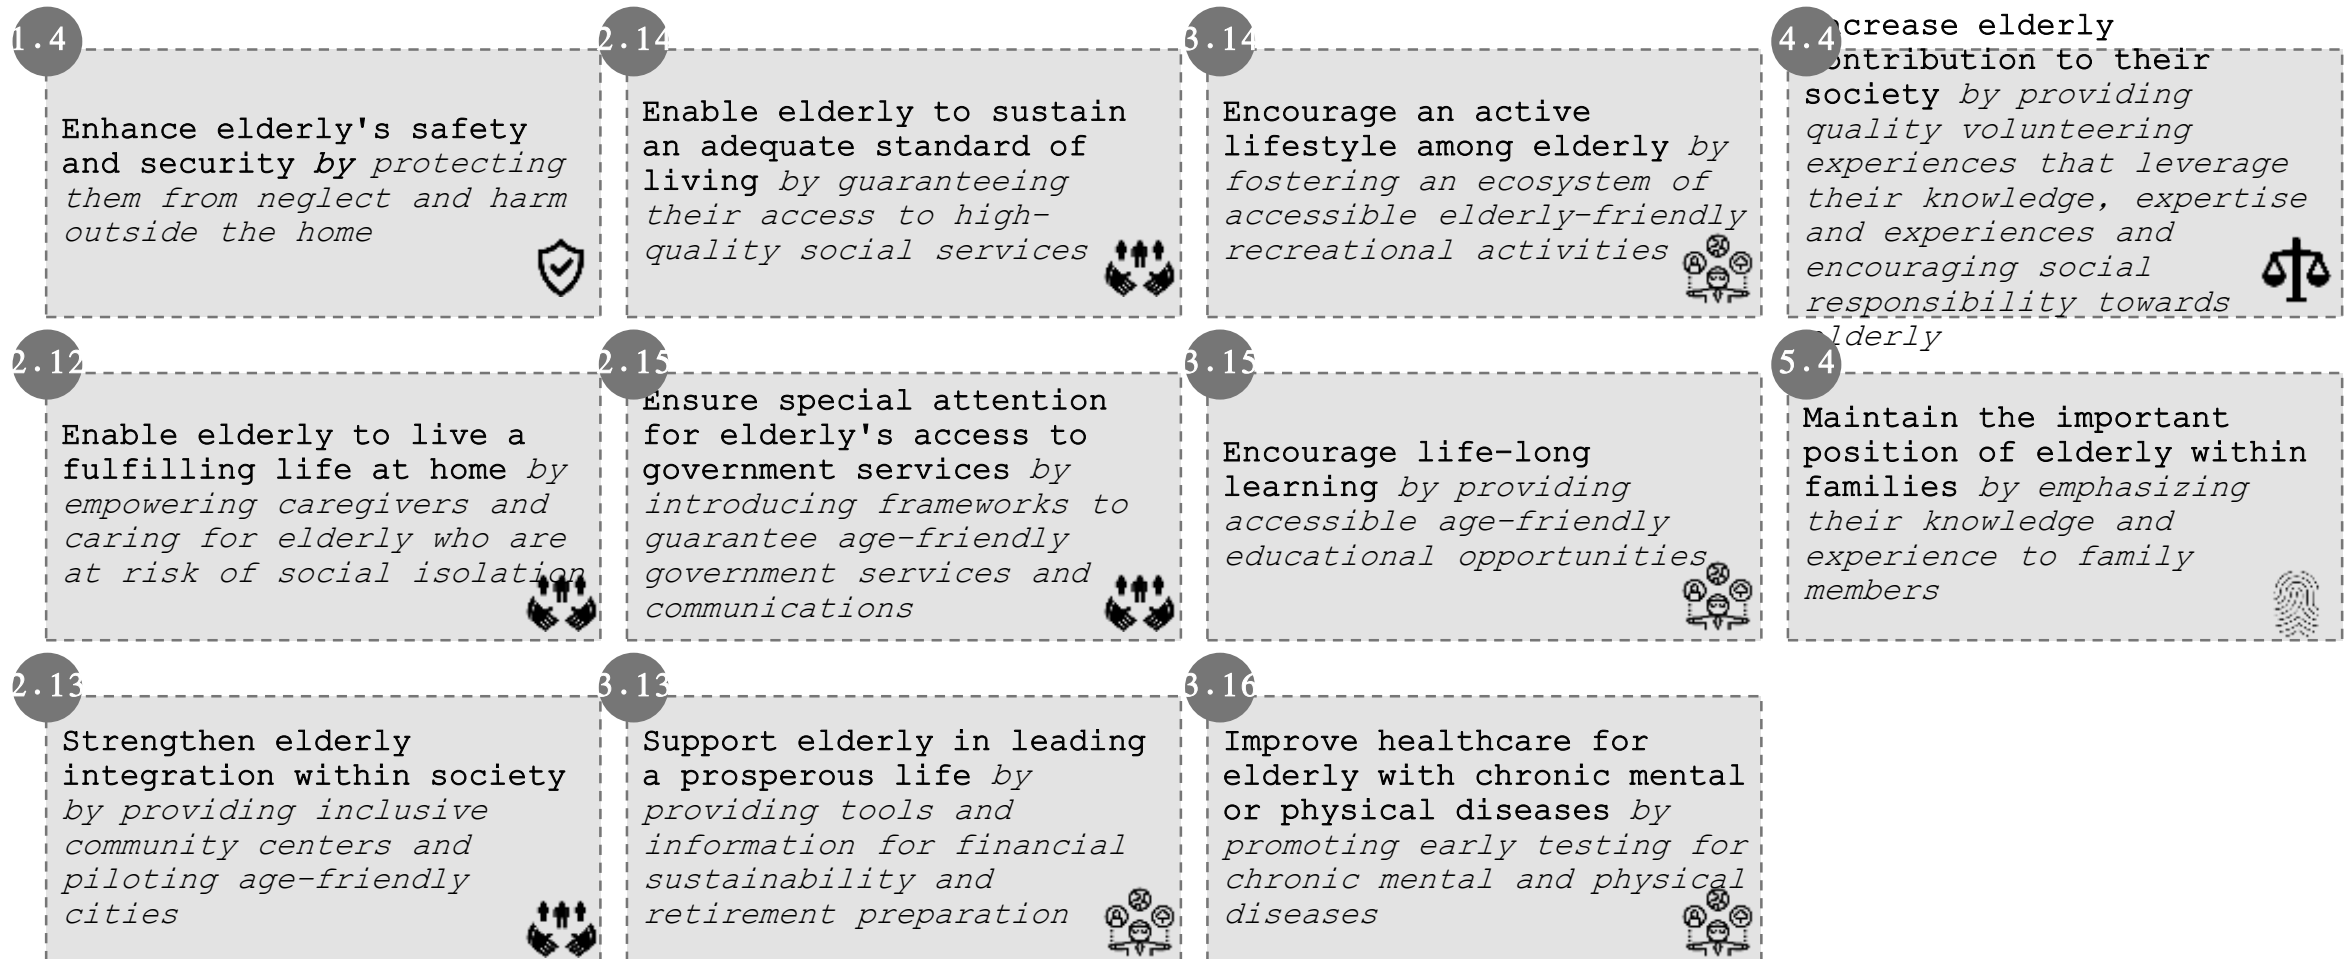 1.4
Enhance elderly's safety
and security by protecting
them from neglect and harm
outside the home
2.12
Enable elderly to live a
fulfilling life at home by
empowering caregivers and
caring for elderly who are
at risk of social isolation
2.13
Strengthen elderly
integration within society
by providing inclusive
community centers and
piloting age-friendly
cities
2.14
Enable elderly to sustain
an adequate standard of
living by guaranteeing
their access to high-
quality social services
2.15
Ensure special attention
for elderly's access to
government services by
introducing frameworks to
guarantee age-friendly
government services and
communications
3.13
Support elderly in leading
a prosperous life by
providing tools and
information for financial
sustainability and
retirement preparation
3.14
Encourage an active
lifestyle among elderly by
fostering an ecosystem of
accessible elderly-friendly
recreational activities
3.15
Encourage life-long
learning by providing
accessible age-friendly
educational opportunities
3.16
Improve healthcare for
elderly with chronic mental
or physical diseases by
promoting early testing for
chronic mental and physical
diseases
4.4
Increase elderly
contribution to their
society by providing
quality volunteering
experiences that leverage
their knowledge, expertise
and experiences and
encouraging social
responsibility towards
elderly
5.4
Maintain the important
position of elderly within
families by emphasizing
their knowledge and
experience to family
members